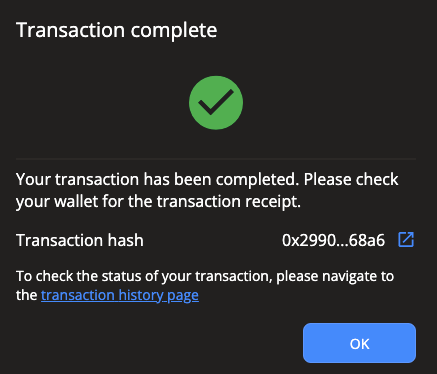 Transaction complete
Your transaction has been completed. Please check
your wallet for the transaction receipt.
Transaction hash 0x2990...68a6
To check the status of your transaction, please navigate to
the transaction history page
OK